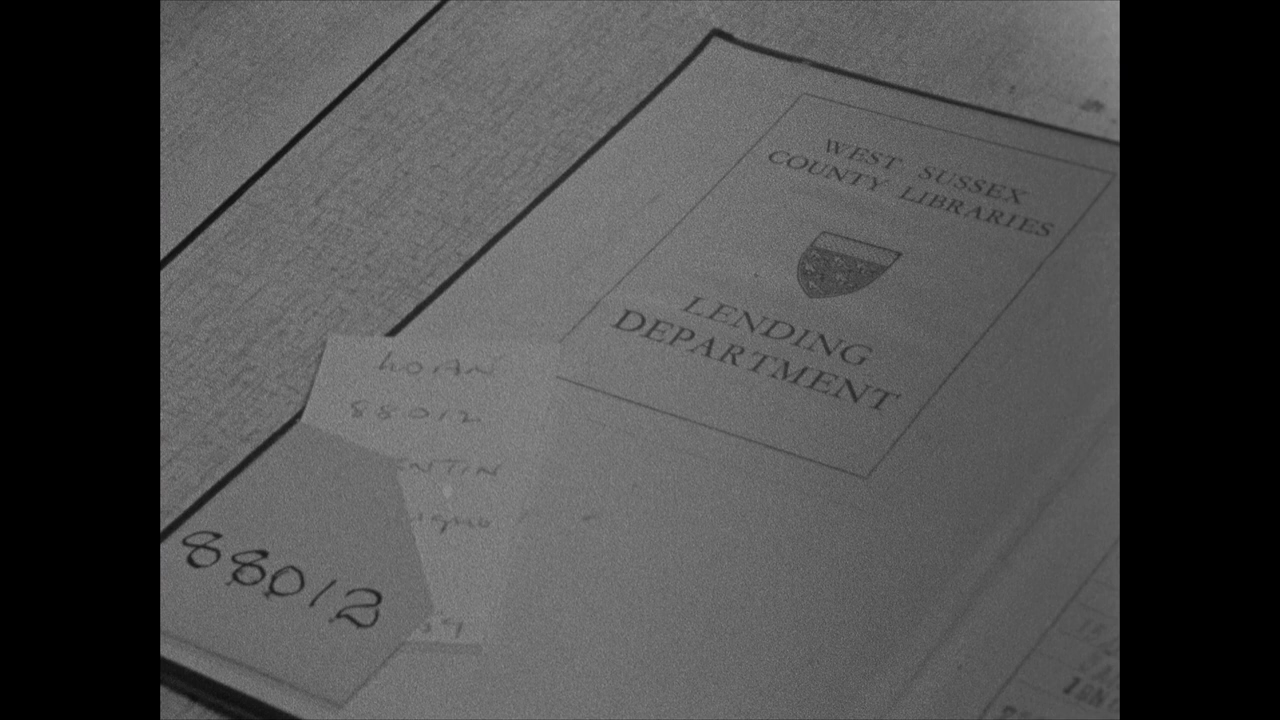 WEST SUSSEX
COUNTY LIBRARIES
LENDING
DEPARTMENT
LOAN
88012
88012